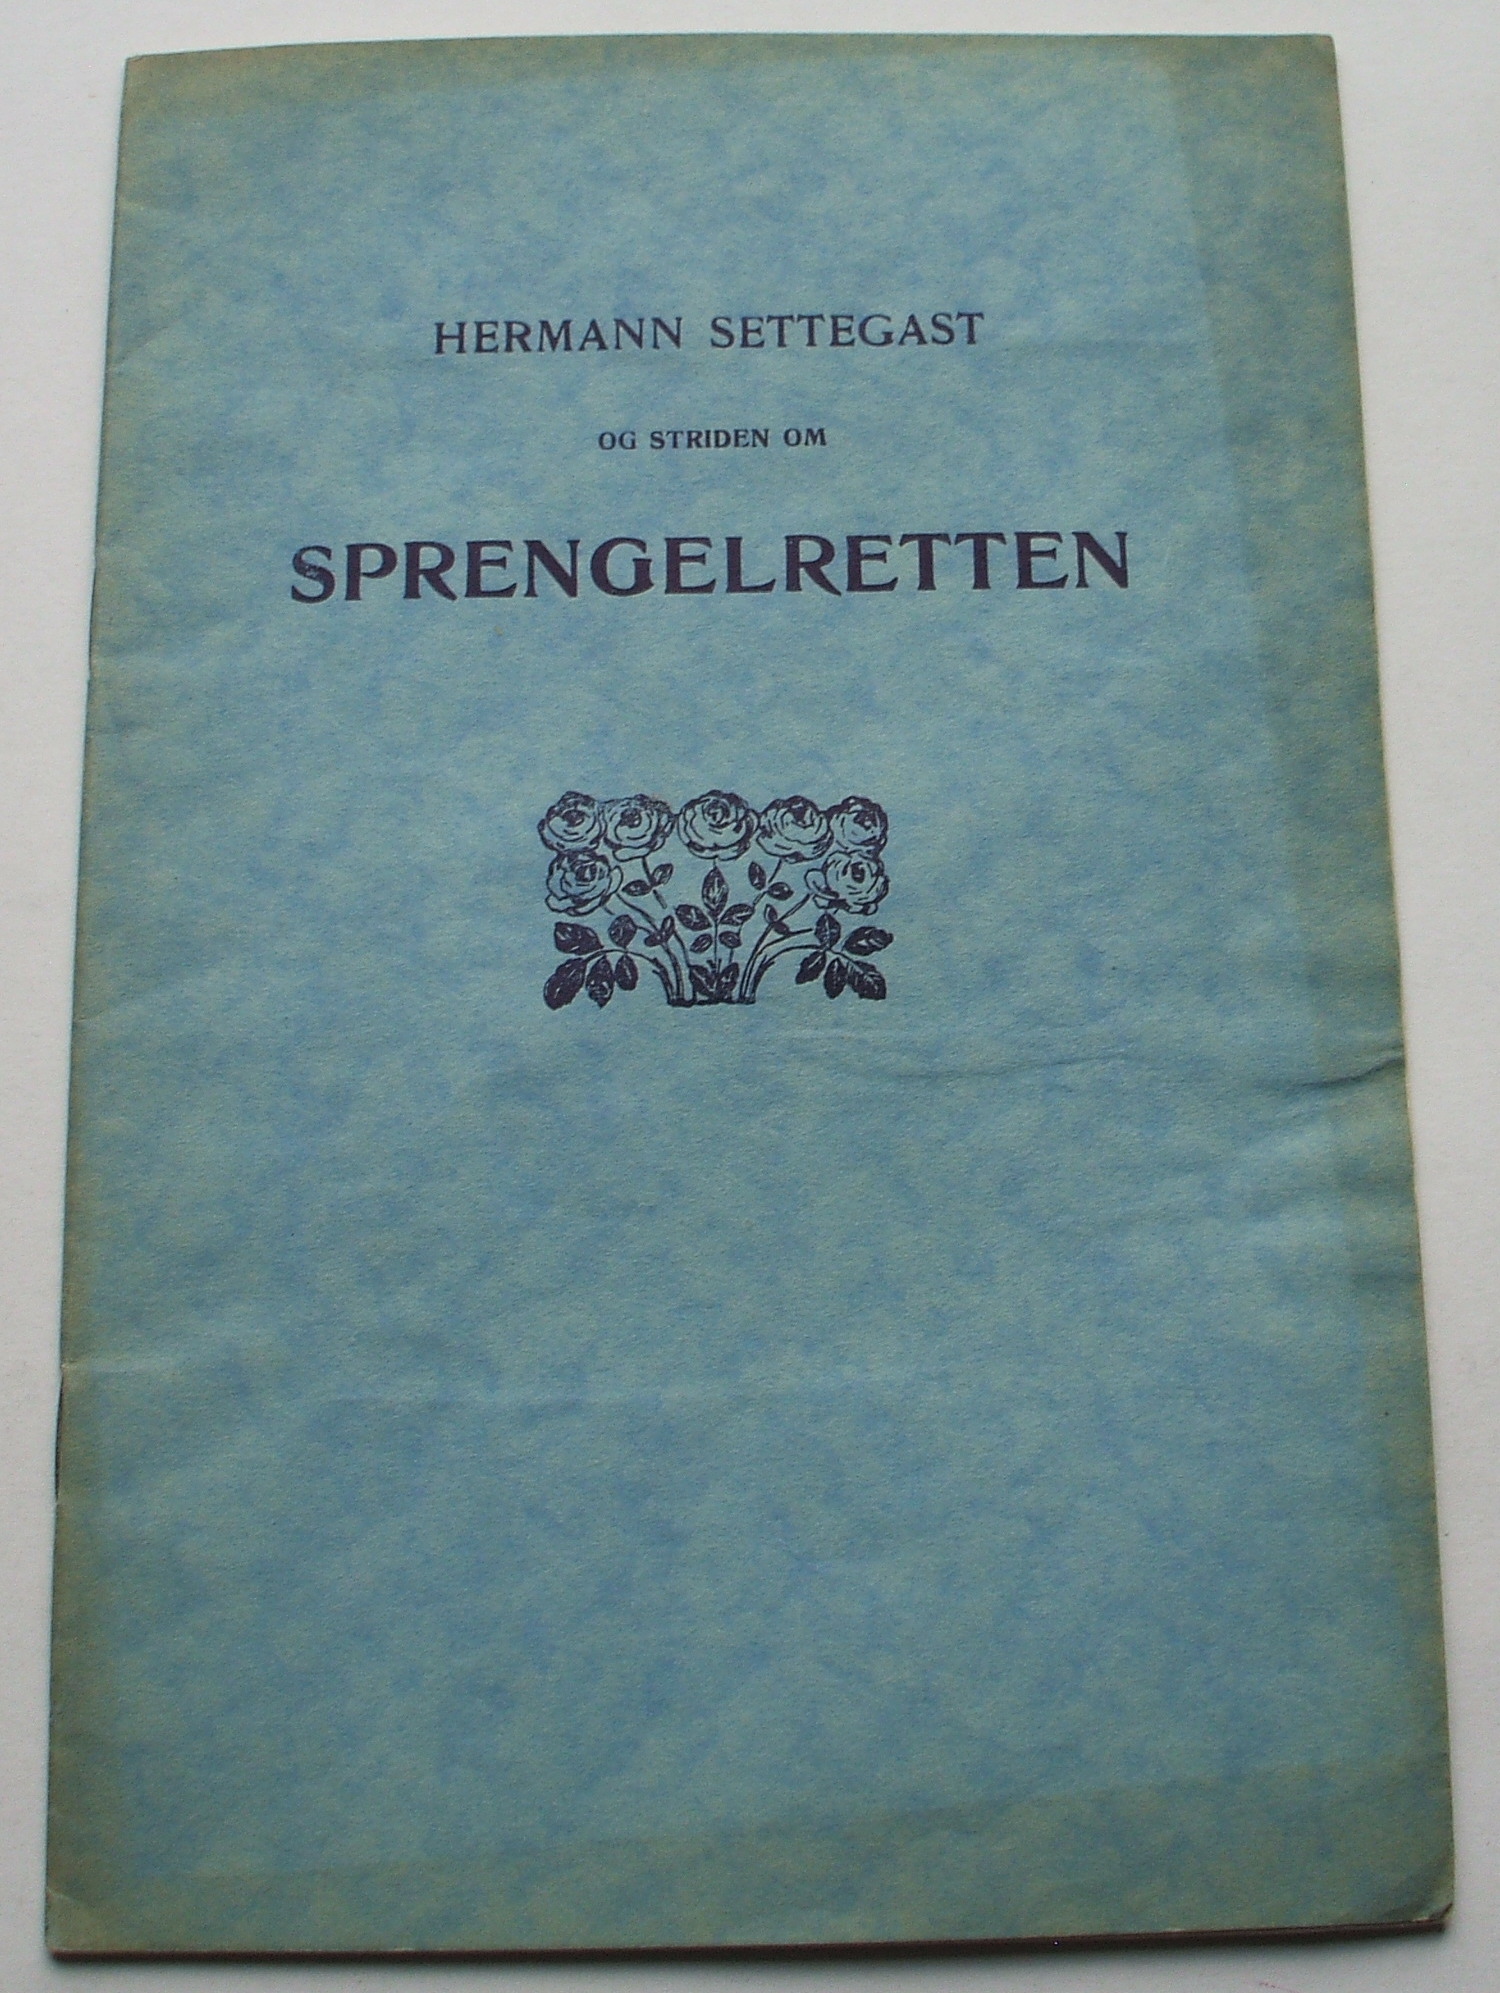 HERMANN SETTEGAST
OG STRIDEN OM
SPRENGELRETTEN